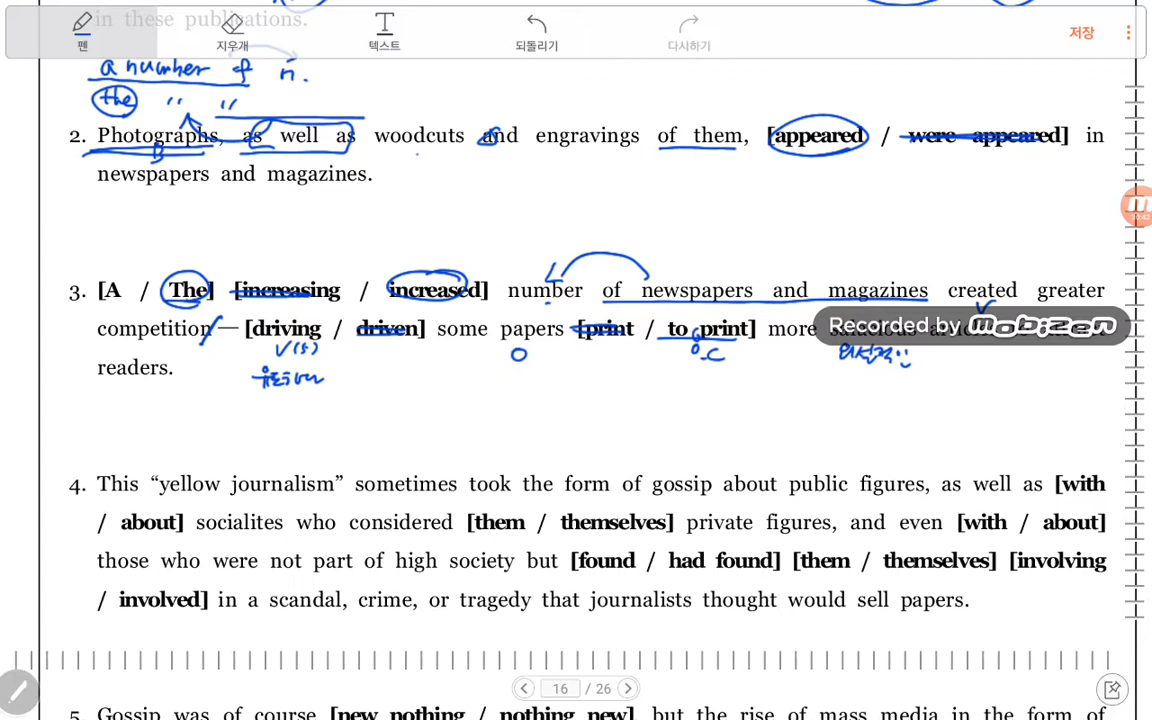 in these publications.
펜
지우개
텍스트
되돌리기
다시하기
저장
a number of n.
the " "
2. Photographs, as well as woodcuts and engravings of them, [appeared / were appeared] in
B
newspapers and magazines.
3. [A / The] [increasing / increased] number of newspapers and magazines created greater
competition— [driving / driven] some papers [print / to print] more
V(5)
O
O.C
Recorded by mobizen
readers.
4. This “yellow journalism” sometimes took the form of gossip about public figures, as well as [with
/ about] socialites who considered [them / themselves] private figures, and even [with / about]
those who were not part of high society but [found / had found] [them / themselves] [involving
/ involved] in a scandal, crime, or tragedy that journalists thought would sell papers.
16 / 26
5. Gossip was of course [new nothing / nothing new], but the rise of mass media in the form of